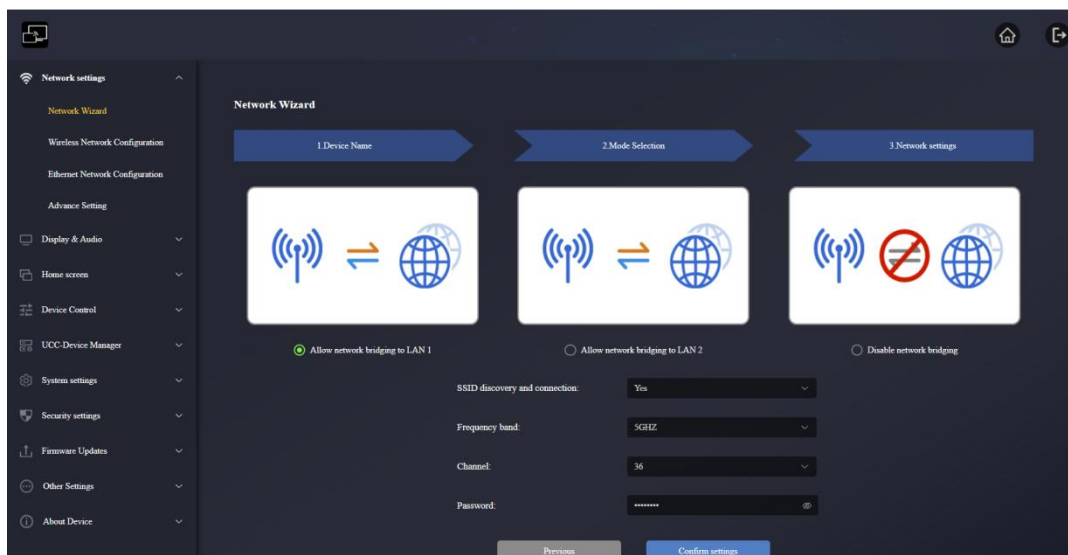 Network settings
Network Wizard
Wireless Network Configuration
Ethernet Network Configuration
Advance Setting
Display & Audio
Home screen
Device Control
UCC-Device Manager
System settings
Security settings
Firmware Updates
Other Settings
About Device
Network Wizard
1.Device Name
2.Mode Selection
3.Network settings
Allow network bridging to LAN 1
Allow network bridging to LAN 2
Disable network bridging
SSID discovery and connection: Yes
Frequency band: 5GHZ
Channel: 36
Password: ••••••••
Previous
Confirm settings